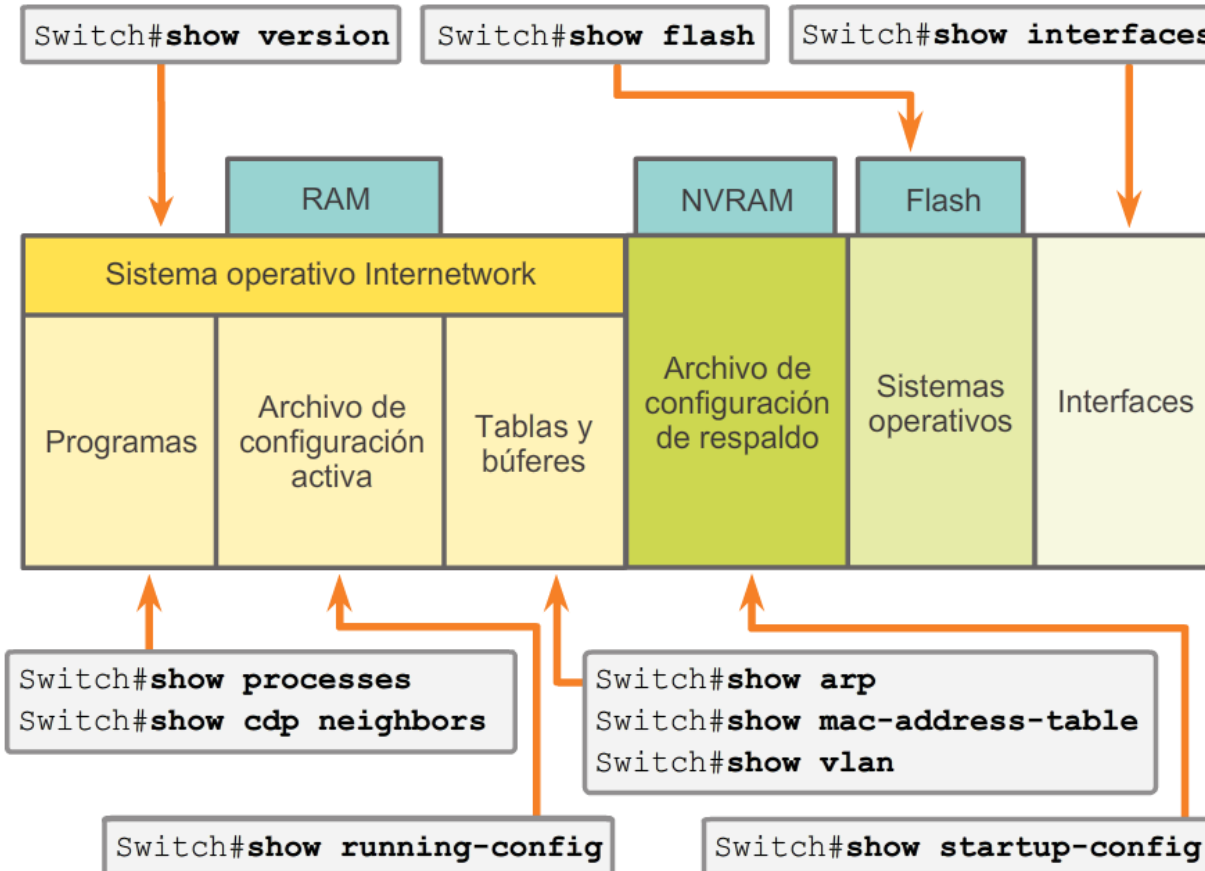 Switch#show version
Switch#show flash
Switch#show interfaces
RAM
NVRAM
Flash
Sistema operativo Internetwork
Programas
Archivo de
configuración
activa
Tablas y
búferes
Archivo de
configuración
de respaldo
Sistemas
operativos
Interfaces
Switch#show processes
Switch#show cdp neighbors
Switch#show arp
Switch#show mac-address-table
Switch#show vlan
Switch#show running-config
Switch#show startup-config